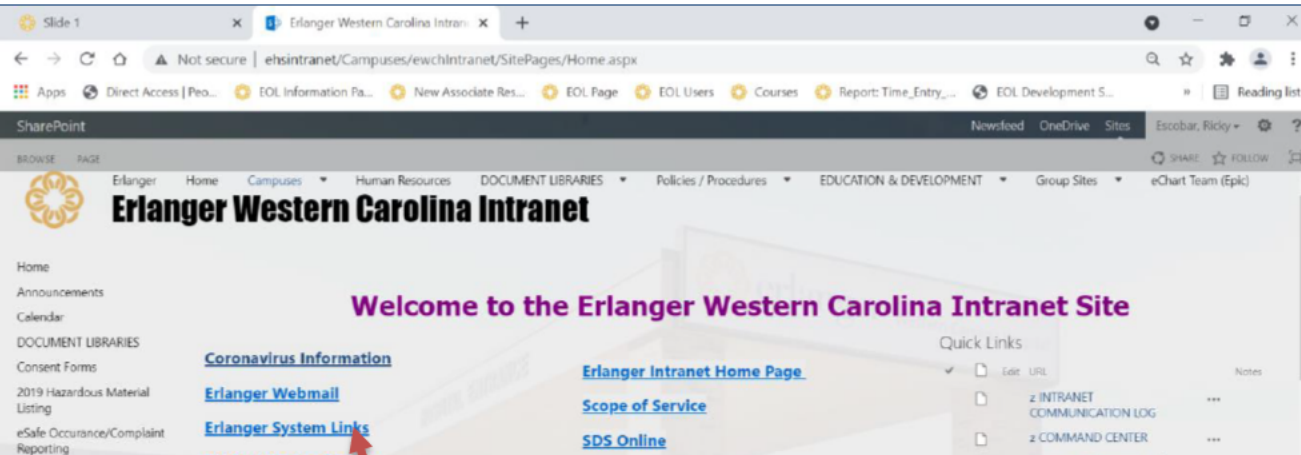 Slide 1
Erlanger Western Carolina Intran
Not secure | ehsintranet/Campuses/ewchIntranet/SitePages/Home.aspx
Apps Direct Access | Peo... EOL Information Pa... New Associate Res... EOL Page EOL Users Courses Report: Time_Entry_... EOL Development S... » Reading list
SharePoint Newsfeed OneDrive Sites Escobar, Ricky ?
BROWSE PAGE SHARE FOLLOW
Erlanger Home Campuses Human Resources DOCUMENT LIBRARIES Policies / Procedures EDUCATION & DEVELOPMENT Group Sites eChart Team (Epic)
Erlanger Western Carolina Intranet
Home
Announcements
Calendar
DOCUMENT LIBRARIES
Consent Forms
2019 Hazardous Material
Listing
eSafe Occurance/Complaint
Reporting
Welcome to the Erlanger Western Carolina Intranet Site
Coronavirus Information
Erlanger Webmail
Erlanger System Links
Erlanger Intranet Home Page
Scope of Service
SDS Online
Quick Links
Edit URL Notes
z INTRANET
COMMUNICATION LOG ...
z COMMAND CENTER ...